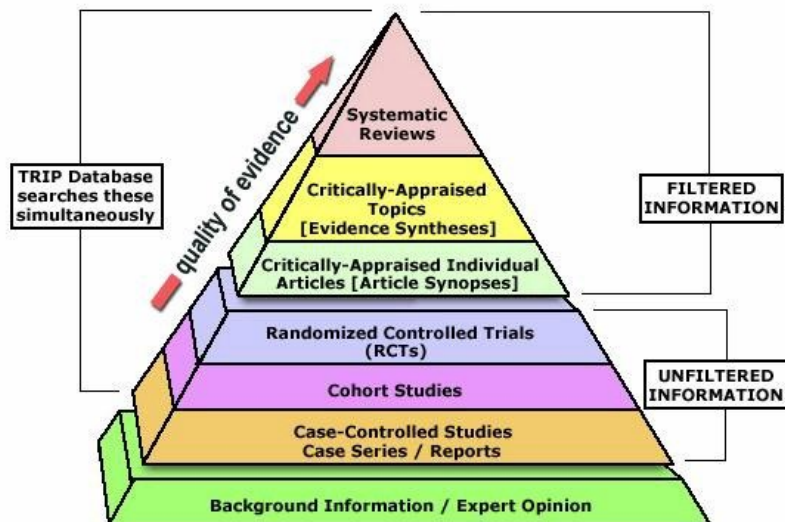 Systematic
Reviews
quality of evidence
TRIP Database
searches these
simultaneously
Critically-Appraised
Topics
[Evidence Syntheses]
FILTERED
INFORMATION
Critically-Appraised Individual
Articles [Article Synopses]
Randomized Controlled Trials
(RCTs)
UNFILTERED
INFORMATION
Cohort Studies
Case-Controlled Studies
Case Series / Reports
Background Information / Expert Opinion